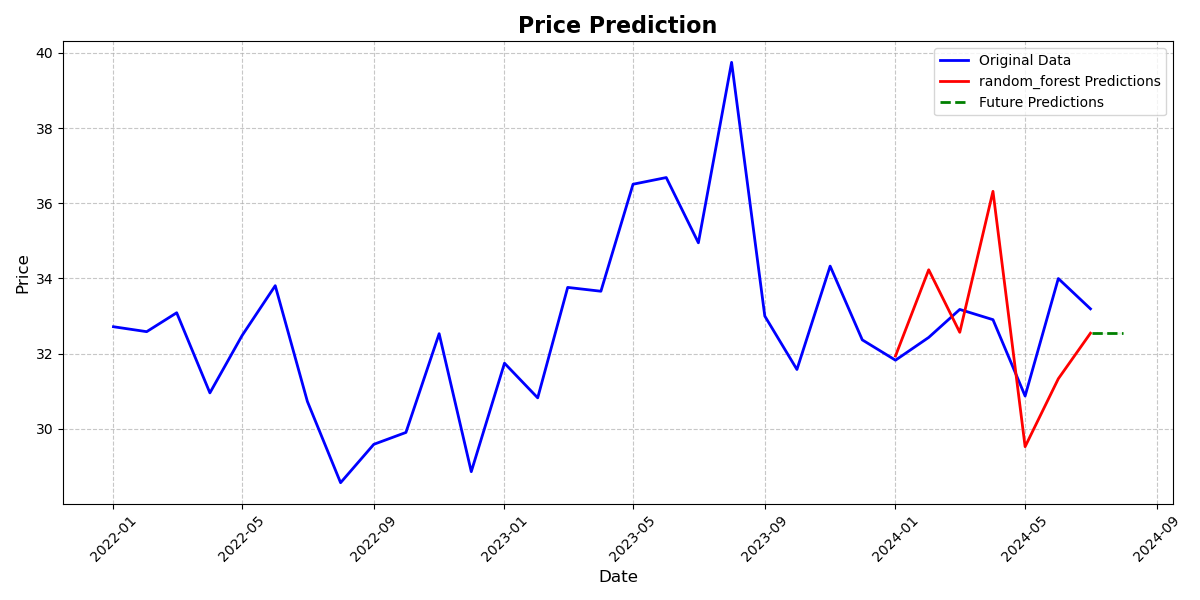 Price Prediction
Original Data
random_forest Predictions
Future Predictions
Price
40
38
36
34
32
30
2022-01
2022-05
2022-09
2023-01
2023-05
2023-09
2024-01
2024-05
2024-09
Date